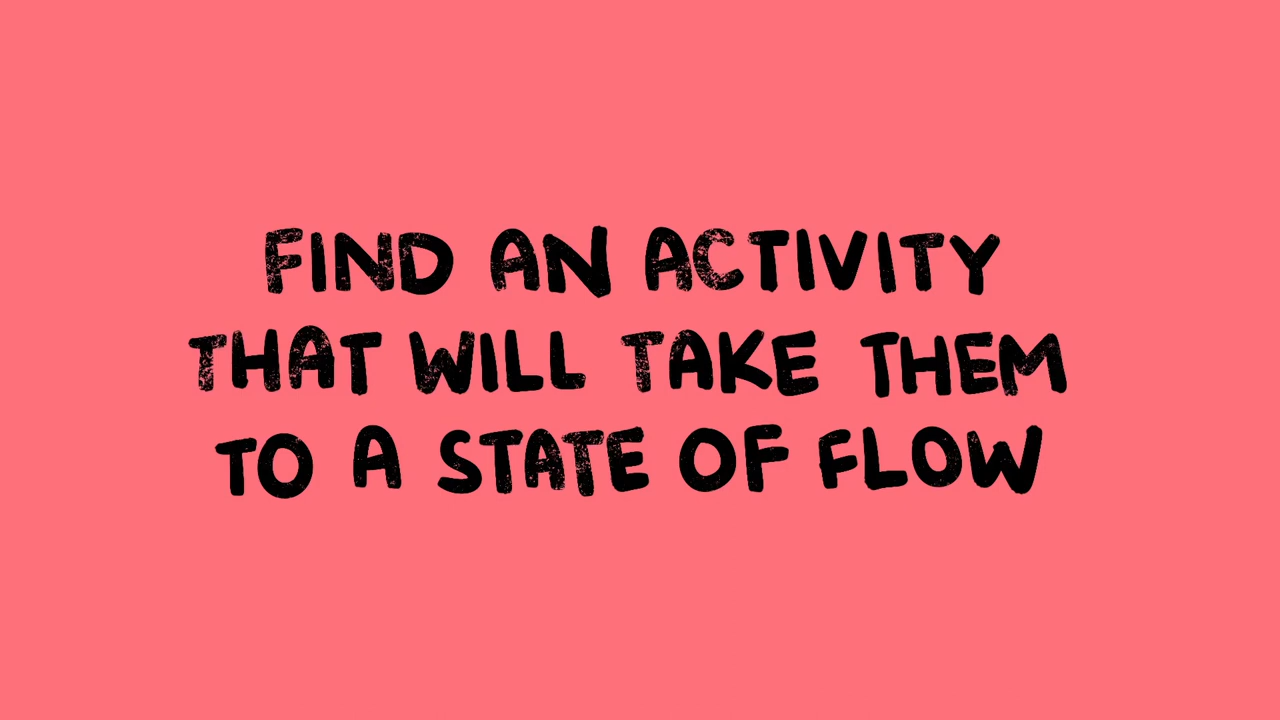 FIND AN ACTIVITY
THAT WILL TAKE THEM
TO A STATE OF FLOW